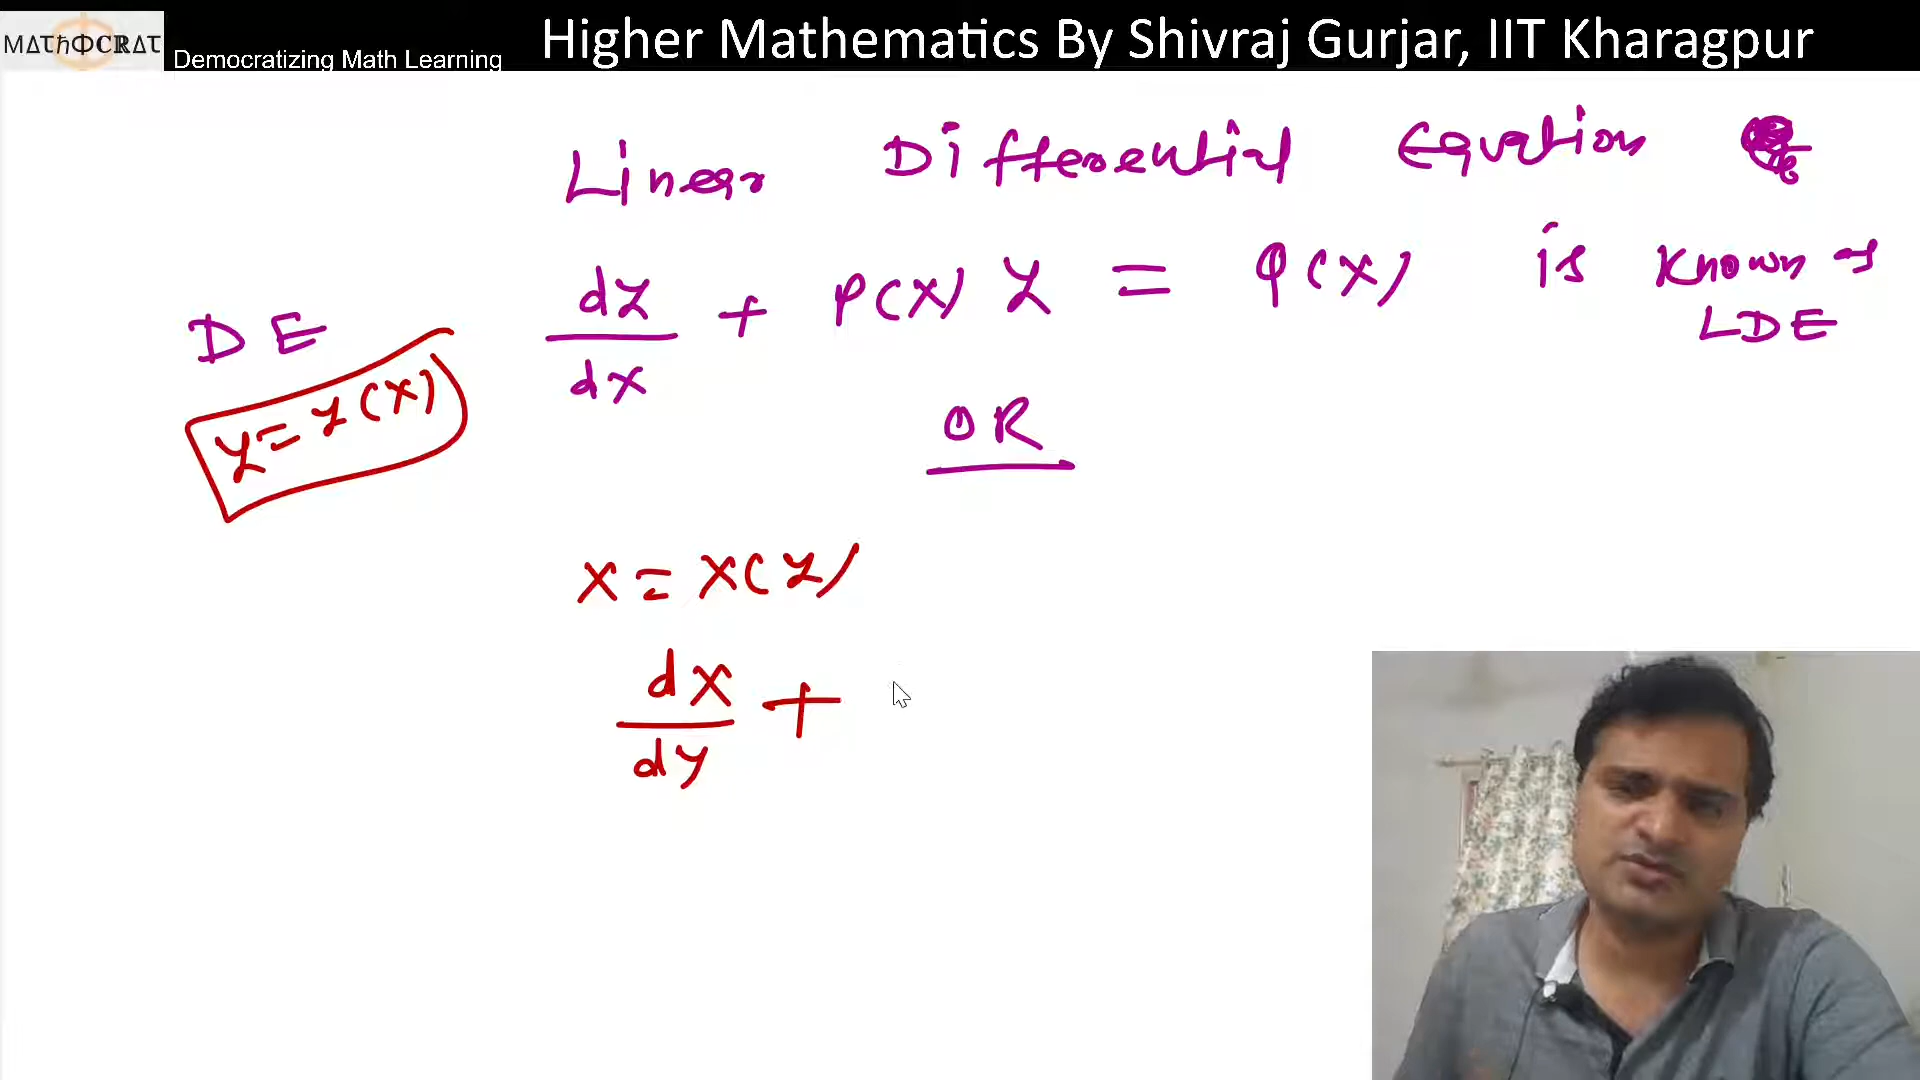 MΔTℏΦCℝΔT
Democratizing Math Learning
Higher Mathematics By Shivraj Gurjar, IIT Kharagpur
Linear Differential Equation
DE dy/dx + P(x) y = Q(x) is known as
LDE
y = y(x)
OR
x = x(y)
dx/dy +